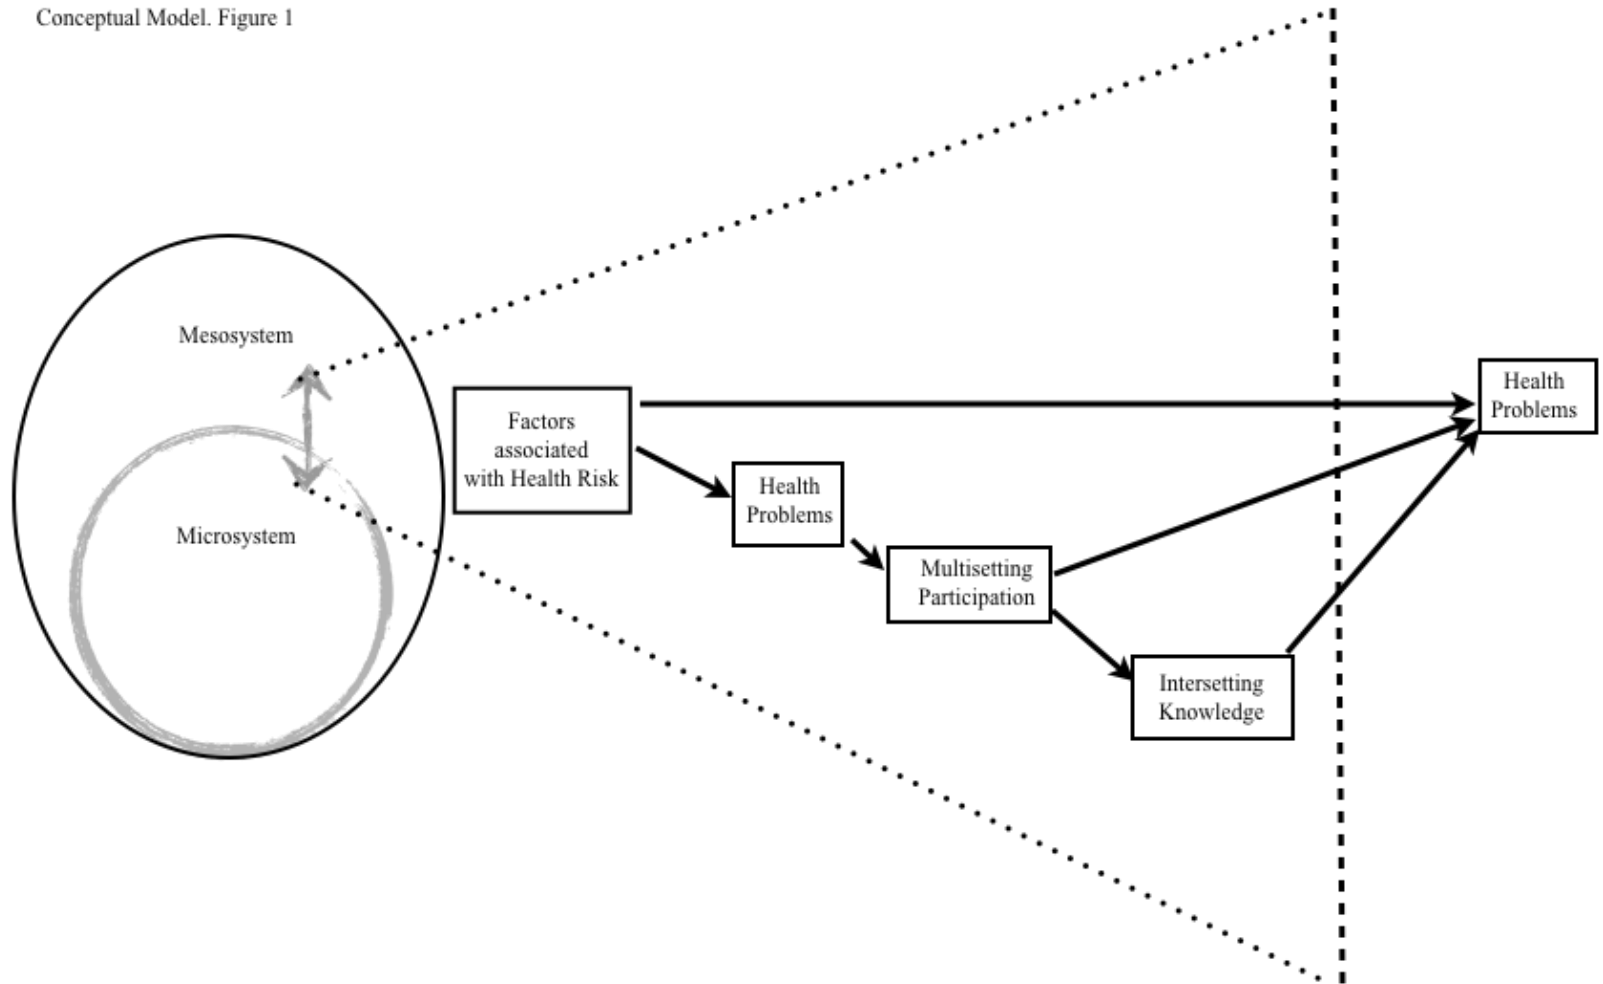 Conceptual Model. Figure 1
Mesosystem
Microsystem
Factors
associated
with Health Risk
Health
Problems
Multisetting
Participation
Intersetting
Knowledge
Health
Problems